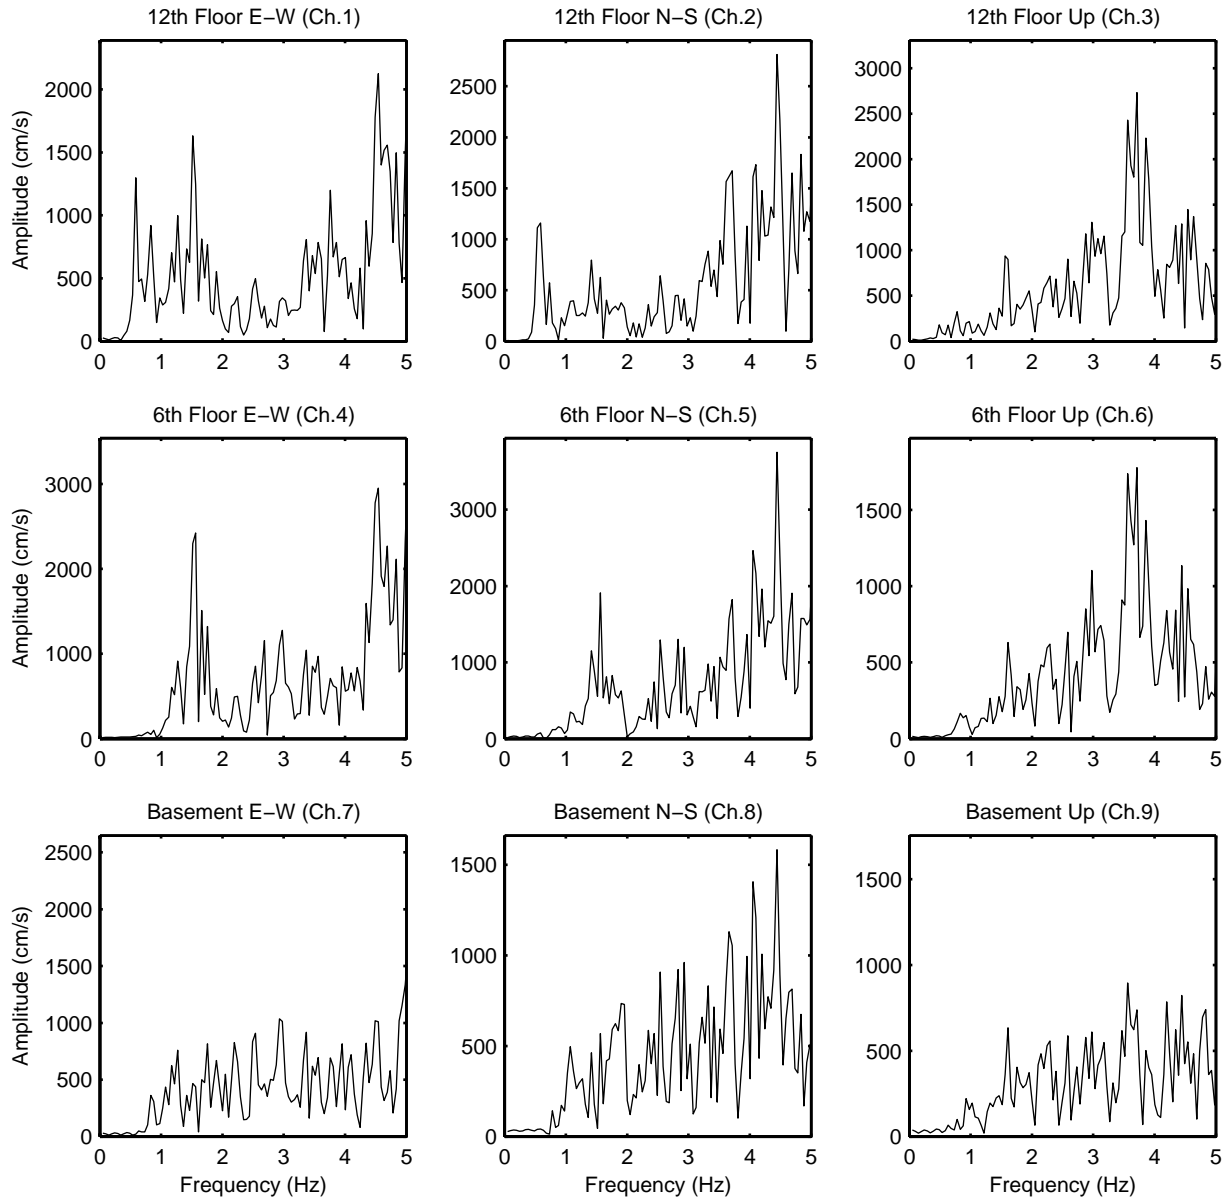 12th Floor E−W (Ch.1)
12th Floor N−S (Ch.2)
12th Floor Up (Ch.3)
Amplitude (cm/s)
2000
1500
1000
500
0
0 1 2 3 4 5
2500
2000
1500
1000
500
0
0 1 2 3 4 5
3000
2500
2000
1500
1000
500
0
0 1 2 3 4 5
6th Floor E−W (Ch.4)
6th Floor N−S (Ch.5)
6th Floor Up (Ch.6)
Amplitude (cm/s)
3000
2000
1000
0
0 1 2 3 4 5
3000
2000
1000
0
0 1 2 3 4 5
1500
1000
500
0
0 1 2 3 4 5
Basement E−W (Ch.7)
Basement N−S (Ch.8)
Basement Up (Ch.9)
Amplitude (cm/s)
2500
2000
1500
1000
500
0
0 1 2 3 4 5
Frequency (Hz)
1500
1000
500
0
0 1 2 3 4 5
Frequency (Hz)
1500
1000
500
0
0 1 2 3 4 5
Frequency (Hz)